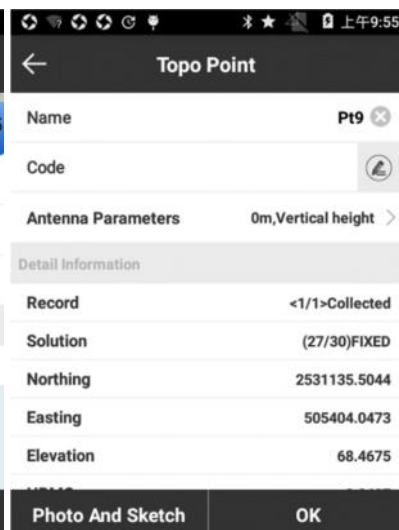 上午9:55
Topo Point
Name Pt9
Code
Antenna Parameters 0m,Vertical height >
Detail Information
Record <1/1>Collected
Solution (27/30)FIXED
Northing 2531135.5044
Easting 505404.0473
Elevation 68.4675
Photo And Sketch OK